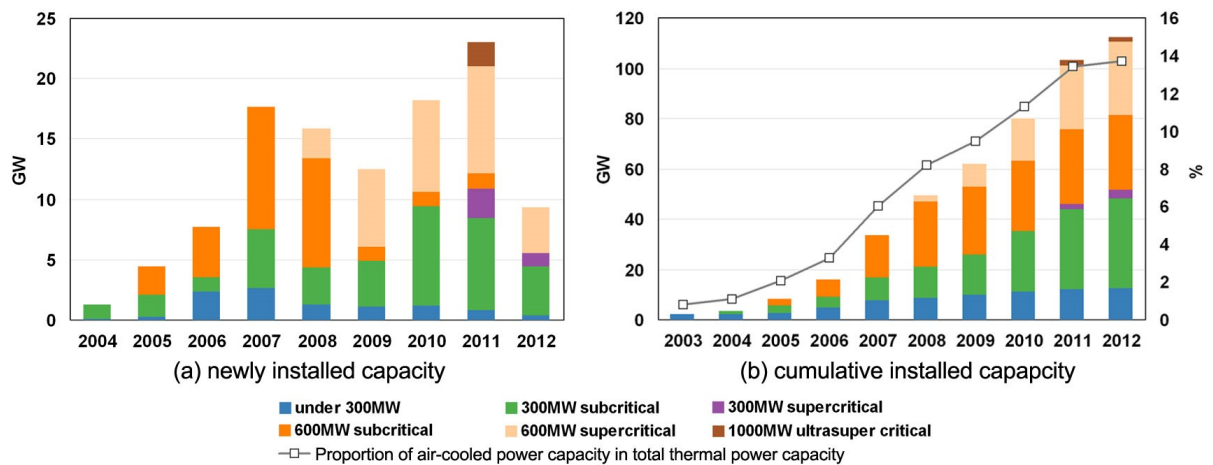 25
20
15
10
5
0
GW
2004 2005 2006 2007 2008 2009 2010 2011 2012
(a) newly installed capacity
120
100
80
60
40
20
0
GW
16
14
12
10
8
6
4
2
0
%
2003 2004 2005 2006 2007 2008 2009 2010 2011 2012
(b) cumulative installed capapcity
under 300MW 300MW subcritical 300MW supercritical
600MW subcritical 600MW supercritical 1000MW ultrasuper critical
Proportion of air-cooled power capacity in total thermal power capacity